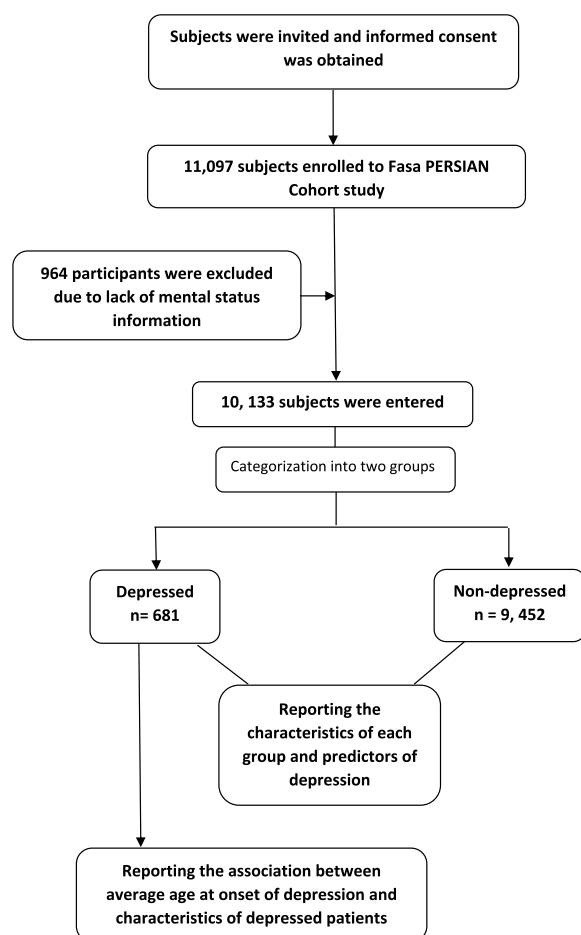 Subjects were invited and informed consent
was obtained
11,097 subjects enrolled to Fasa PERSIAN
Cohort study
964 participants were excluded
due to lack of mental status
information
10, 133 subjects were entered
Categorization into two groups
Depressed
n= 681
Non-depressed
n = 9, 452
Reporting the
characteristics of each
group and predictors of
depression
Reporting the association between
average age at onset of depression and
characteristics of depressed patients